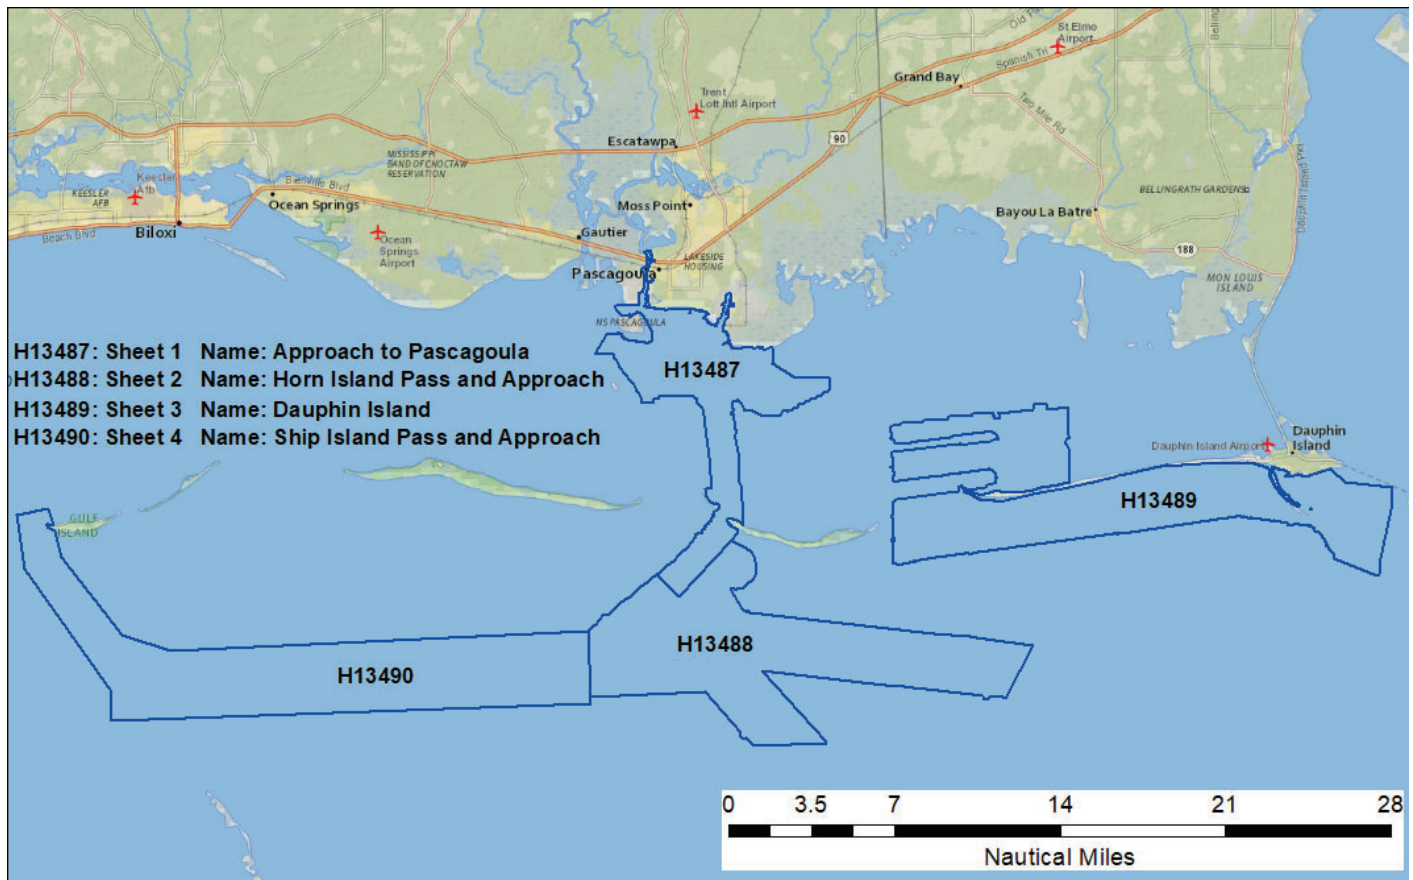 St Elmo
Airport
Spanish Trl
Grand Bay
Trent
Lott Intl Airport
Two Mile Rd
90
Escatawpa
MISSISSIPPI
BAND OF CHOCTAW
RESERVATION
Keesler
Afb
KEESLER
AFB
Bienville Blvd
Ocean Springs
Moss Point
BELLINGRATH GARDENS
Bayou La Batre
Biloxi
Beach Blvd
Gautier
Ocean
Springs
Airport
188
LAKESIDE
HOUSING
Pascagoula
MON LOUIS
ISLAND
NS PASCAGOULA
H13487: Sheet 1 Name: Approach to Pascagoula
H13488: Sheet 2 Name: Horn Island Pass and Approach
H13489: Sheet 3 Name: Dauphin Island
H13490: Sheet 4 Name: Ship Island Pass and Approach
H13487
Dauphin Island Airport
Dauphin
Island
H13489
GULF
ISLAND
H13488
H13490
0 3.5 7 14 21 28
Nautical Miles